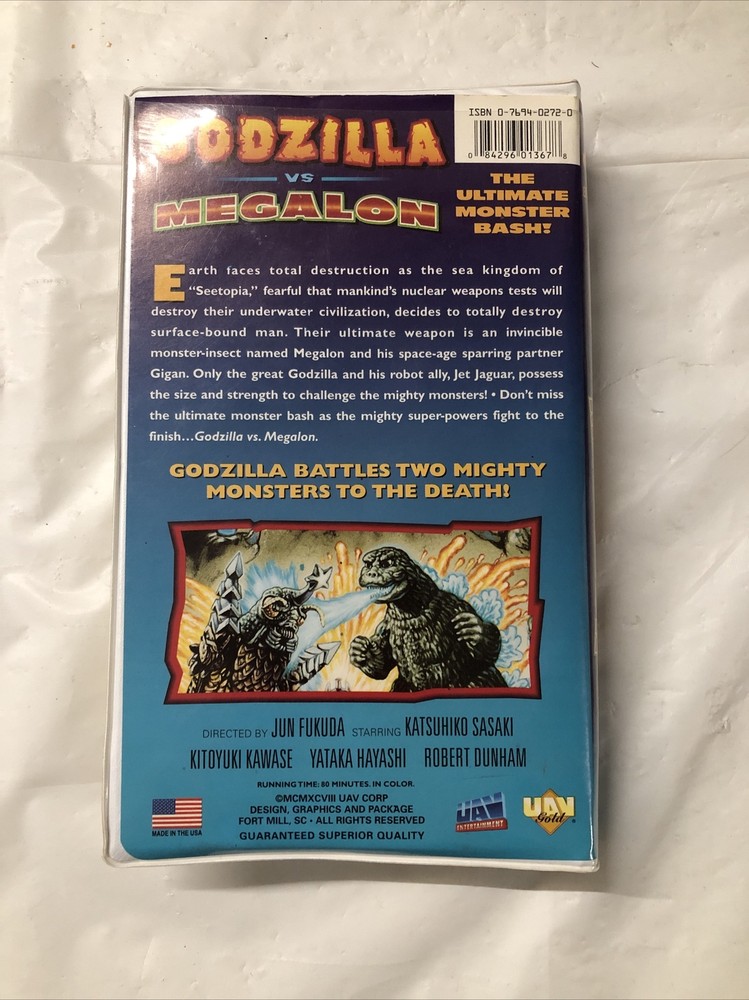 ISBN 0-7694-0272-0
0 84296 01367 8
GODZILLA
VS
MEGALON
THE
ULTIMATE
MONSTER
BASH!
Earth faces total destruction as the sea kingdom of
"Seetopia," fearful that mankind's nuclear weapons tests will
destroy their underwater civilization, decides to totally destroy
surface-bound man. Their ultimate weapon is an invincible
monster-insect named Megalon and his space-age sparring partner
Gigan. Only the great Godzilla and his robot ally, Jet Jaguar, possess
the size and strength to challenge the mighty monsters! • Don't miss
the ultimate monster bash as the mighty super-powers fight to the
finish...Godzilla vs. Megalon.
GODZILLA BATTLES TWO MIGHTY
MONSTERS TO THE DEATH!
DIRECTED BY JUN FUKUDA STARRING KATSUHIKO SASAKI
KITOYUKI KAWASE YATAKA HAYASHI ROBERT DUNHAM
RUNNING TIME: 80 MINUTES. IN COLOR.
©MCMXCVIII UAV CORP
DESIGN, GRAPHICS AND PACKAGE
FORT MILL, SC • ALL RIGHTS RESERVED
GUARANTEED SUPERIOR QUALITY
MADE IN THE USA
UAV
ENTERTAINMENT
UAV
Gold
®